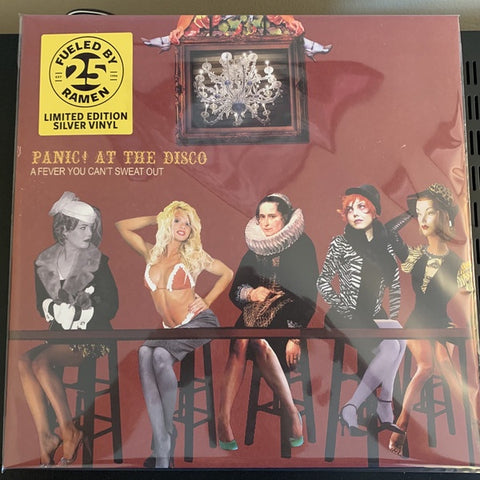 FUELED BY
25
RAMEN
LIMITED EDITION
SILVER VINYL
PANIC! AT THE DISCO
A FEVER YOU CAN'T SWEAT OUT